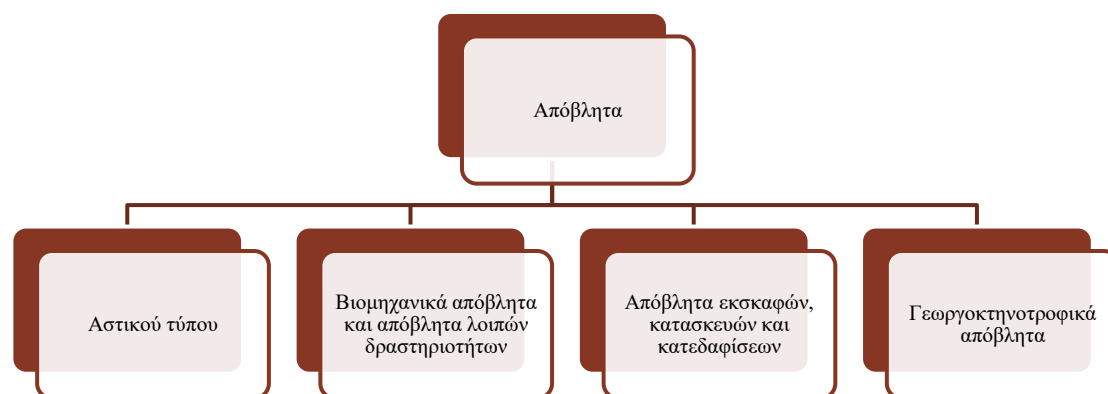 Απόβλητα
Αστικού τύπου
Βιομηχανικά απόβλητα
και απόβλητα λοιπών
δραστηριοτήτων
Απόβλητα εκσκαφών,
κατασκευών και
κατεδαφίσεων
Γεωργοκτηνοτροφικά
απόβλητα